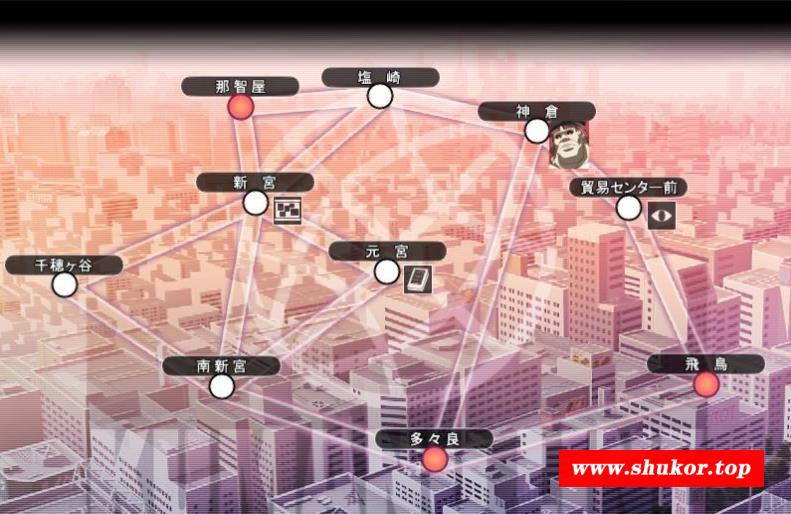 塩崎
那智屋
神倉
新宮
貿易センター前
元宮
千穂ヶ谷
南新宮
飛鳥
多々良
www.shukor.top